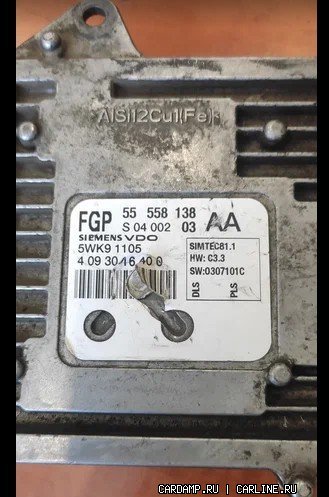 AlSi12Cu1(Fe)
FGP 55 558 138 AA
S 04 002 03
SIEMENS VDO
5WK9 1105
4 09 30 16 40 0
SIMTEC81.1
HW: C3.3
SW:0307101C
DLS
PLS
CARDAMP.RU | CARLINE.RU